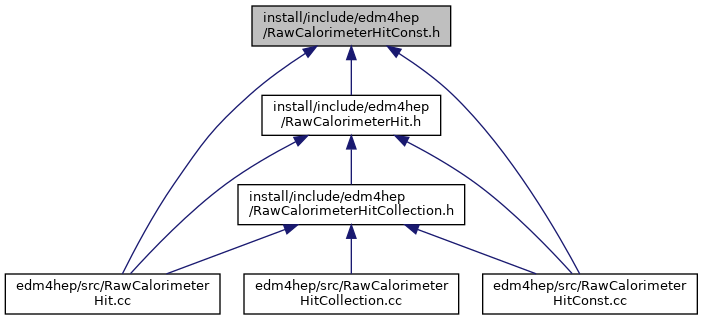 install/include/edm4hep
/RawCalorimeterHitConst.h
install/include/edm4hep
/RawCalorimeterHit.h
install/include/edm4hep
/RawCalorimeterHitCollection.h
edm4hep/src/RawCalorimeter
Hit.cc
edm4hep/src/RawCalorimeter
HitCollection.cc
edm4hep/src/RawCalorimeter
HitConst.cc